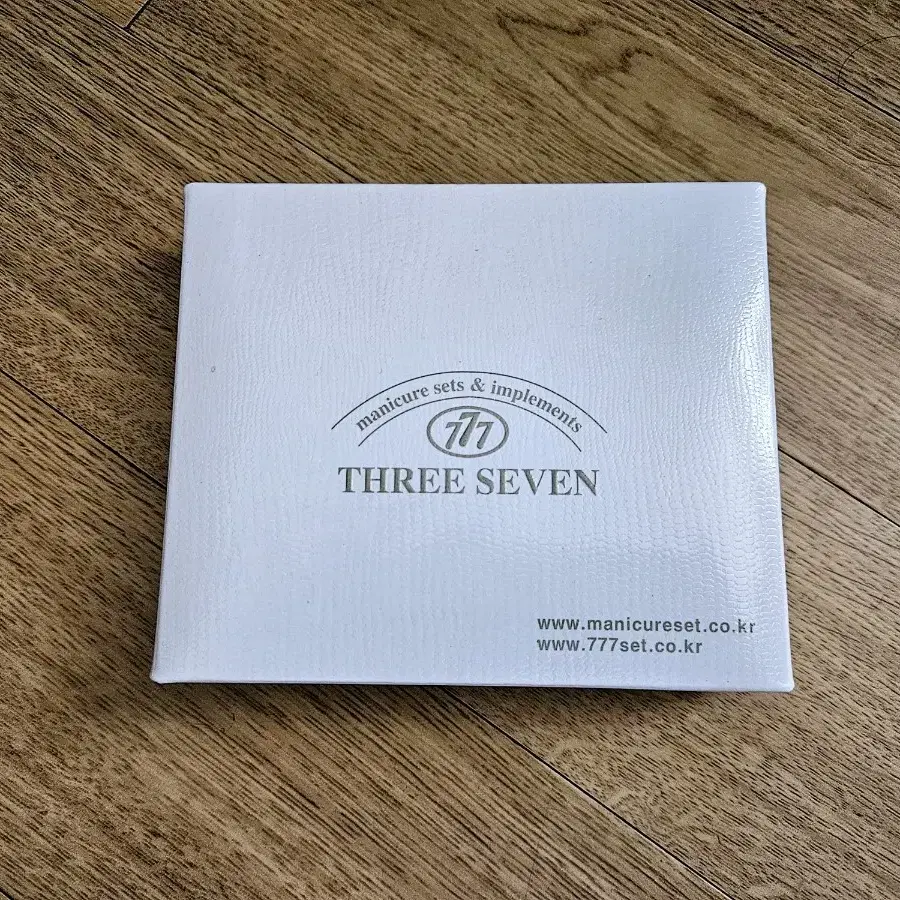 manicure sets & implements
777
THREE SEVEN
www.manicureset.co.kr
www.777set.co.kr